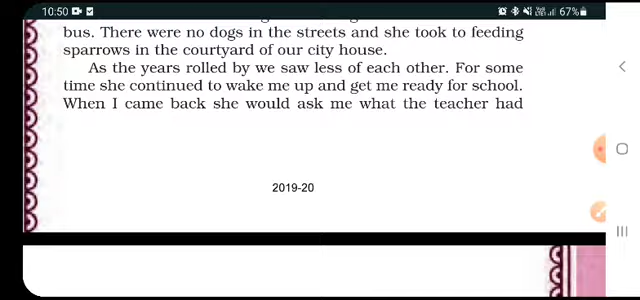 10:50
67%
bus. There were no dogs in the streets and she took to feeding
sparrows in the courtyard of our city house.
As the years rolled by we saw less of each other. For some
time she continued to wake me up and get me ready for school.
When I came back she would ask me what the teacher had
2019-20